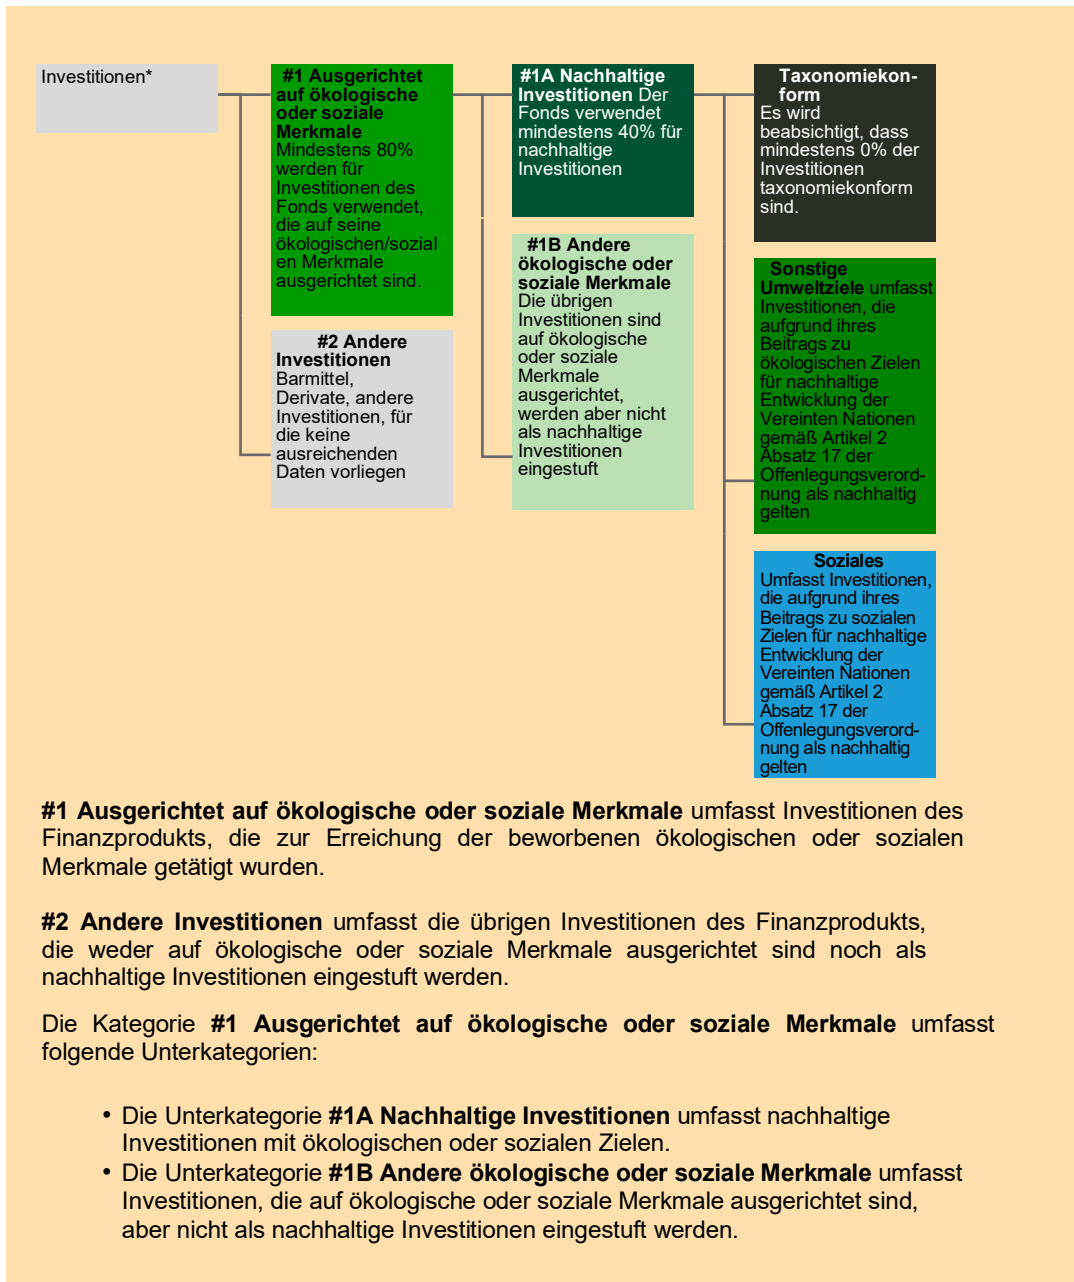 Investitionen*
#1 Ausgerichtet
auf ökologische
oder soziale
Merkmale
Mindestens 80%
werden für
Investitionen des
Fonds verwendet,
die auf seine
ökologischen/sozial
en Merkmale
ausgerichtet sind.
#2 Andere
Investitionen
Barmittel,
Derivate, andere
Investitionen, für
die keine
ausreichenden
Daten vorliegen
#1A Nachhaltige
Investitionen Der
Fonds verwendet
mindestens 40% für
nachhaltige
Investitionen
#1B Andere
ökologische oder
soziale Merkmale
Die übrigen
Investitionen sind
auf ökologische
oder soziale
Merkmale
ausgerichtet,
werden aber nicht
als nachhaltige
Investitionen
eingestuft
Taxonomiekon-
form
Es wird
beabsichtigt, dass
mindestens 0% der
Investitionen
taxonomiekonform
sind.
Sonstige
Umweltziele umfasst
Investitionen, die
aufgrund ihres
Beitrags zu
ökologischen Zielen
für nachhaltige
Entwicklung der
Vereinten Nationen
gemäß Artikel 2
Absatz 17 der
Offenlegungsverord-
nung als nachhaltig
gelten
Soziales
Umfasst Investitionen,
die aufgrund ihres
Beitrags zu sozialen
Zielen für nachhaltige
Entwicklung der
Vereinten Nationen
gemäß Artikel 2
Absatz 17 der
Offenlegungsverord-
nung als nachhaltig
gelten
#1 Ausgerichtet auf ökologische oder soziale Merkmale umfasst Investitionen des
Finanzprodukts, die zur Erreichung der beworbenen ökologischen oder sozialen
Merkmale getätigt wurden.
#2 Andere Investitionen umfasst die übrigen Investitionen des Finanzprodukts,
die weder auf ökologische oder soziale Merkmale ausgerichtet sind noch als
nachhaltige Investitionen eingestuft werden.
Die Kategorie #1 Ausgerichtet auf ökologische oder soziale Merkmale umfasst
folgende Unterkategorien:
• Die Unterkategorie #1A Nachhaltige Investitionen umfasst nachhaltige
Investitionen mit ökologischen oder sozialen Zielen.
• Die Unterkategorie #1B Andere ökologische oder soziale Merkmale umfasst
Investitionen, die auf ökologische oder soziale Merkmale ausgerichtet sind,
aber nicht als nachhaltige Investitionen eingestuft werden.